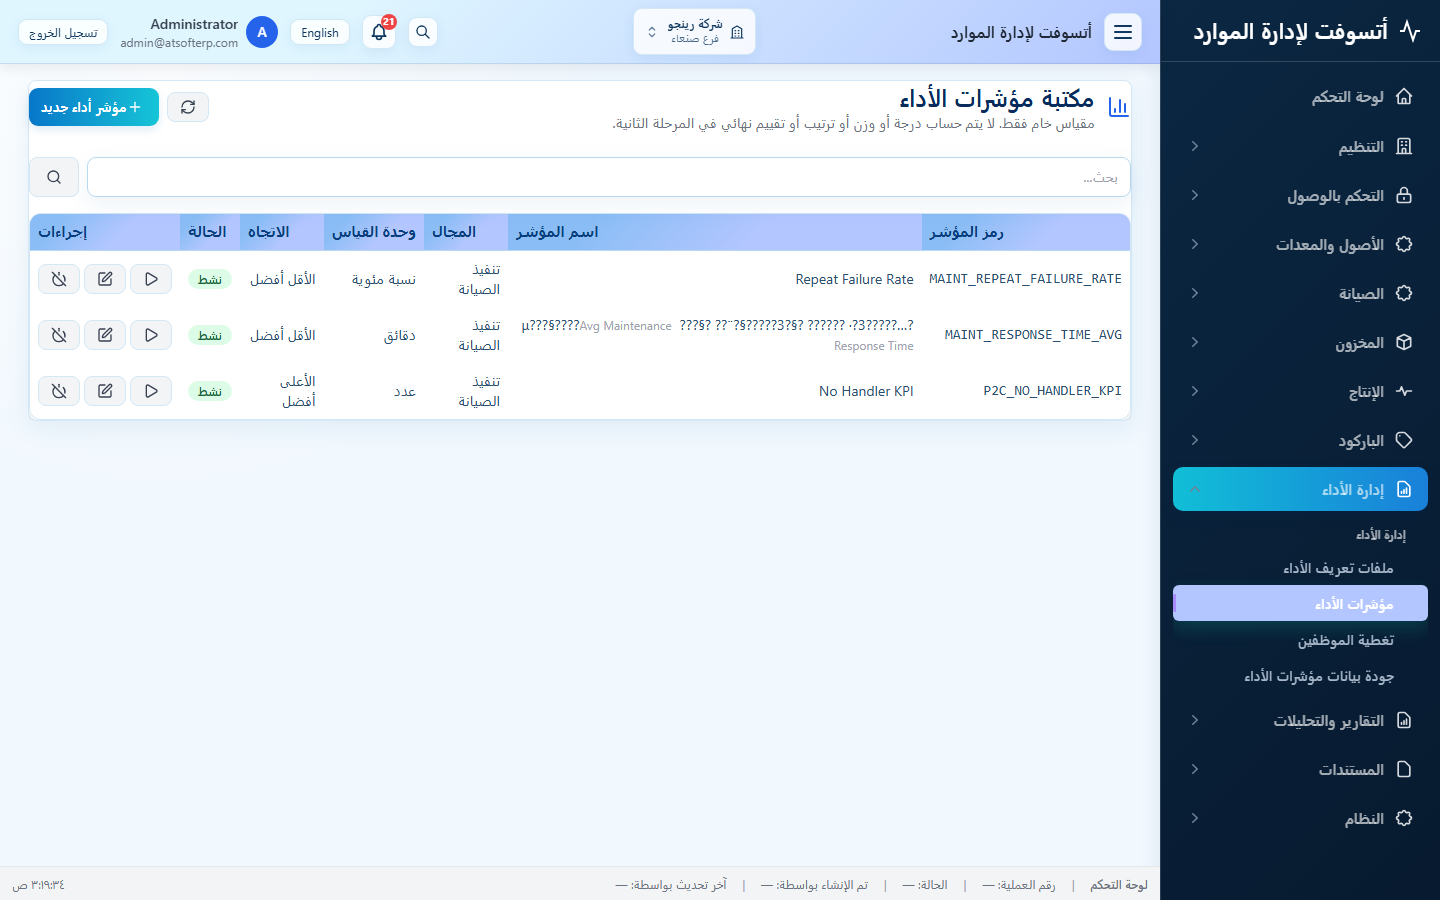 أتسوفت لإدارة الموارد
لوحة التحكم
التنظيم
التحكم بالوصول
الأصول والمعدات
الصيانة
المخزون
الإنتاج
الباركود
إدارة الأداء
إدارة الأداء
ملفات تعريف الأداء
مؤشرات الأداء
تغطية الموظفين
جودة بيانات مؤشرات الأداء
التقارير والتحليلات
المستندات
النظام
أتسوفت لإدارة الموارد
شركة رينجو
فرع صنعاء
21
English
A
Administrator
admin@atsofterp.com
تسجيل الخروج
مكتبة مؤشرات الأداء
مقياس خام فقط. لا يتم حساب درجة أو وزن أو ترتيب أو تقييم نهائي في المرحلة الثانية.
مؤشر أداء جديد
بحث...
رمز المؤشر اسم المؤشر المجال وحدة القياس الاتجاه الحالة إجراءات
MAINT_REPEAT_FAILURE_RATE Repeat Failure Rate تنفيذ الصيانة نسبة مئوية الأقل أفضل نشط
MAINT_RESPONSE_TIME_AVG Avg Maintenance Response Time تنفيذ الصيانة دقائق الأقل أفضل نشط
P2C_NO_HANDLER_KPI No Handler KPI تنفيذ الصيانة عدد الأعلى أفضل نشط
لوحة التحكم | رقم العملية: — | الحالة: — | تم الإنشاء بواسطة: — | آخر تحديث بواسطة: —
٣:١٩:٣٤ ص